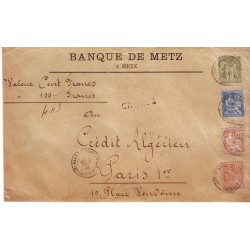 BANQUE DE METZ
A METZ
Valeur Cent Francs
" 100 Francs
Chargé
Au
Crédit Algérien
Paris 1er
10, Place Vendôme